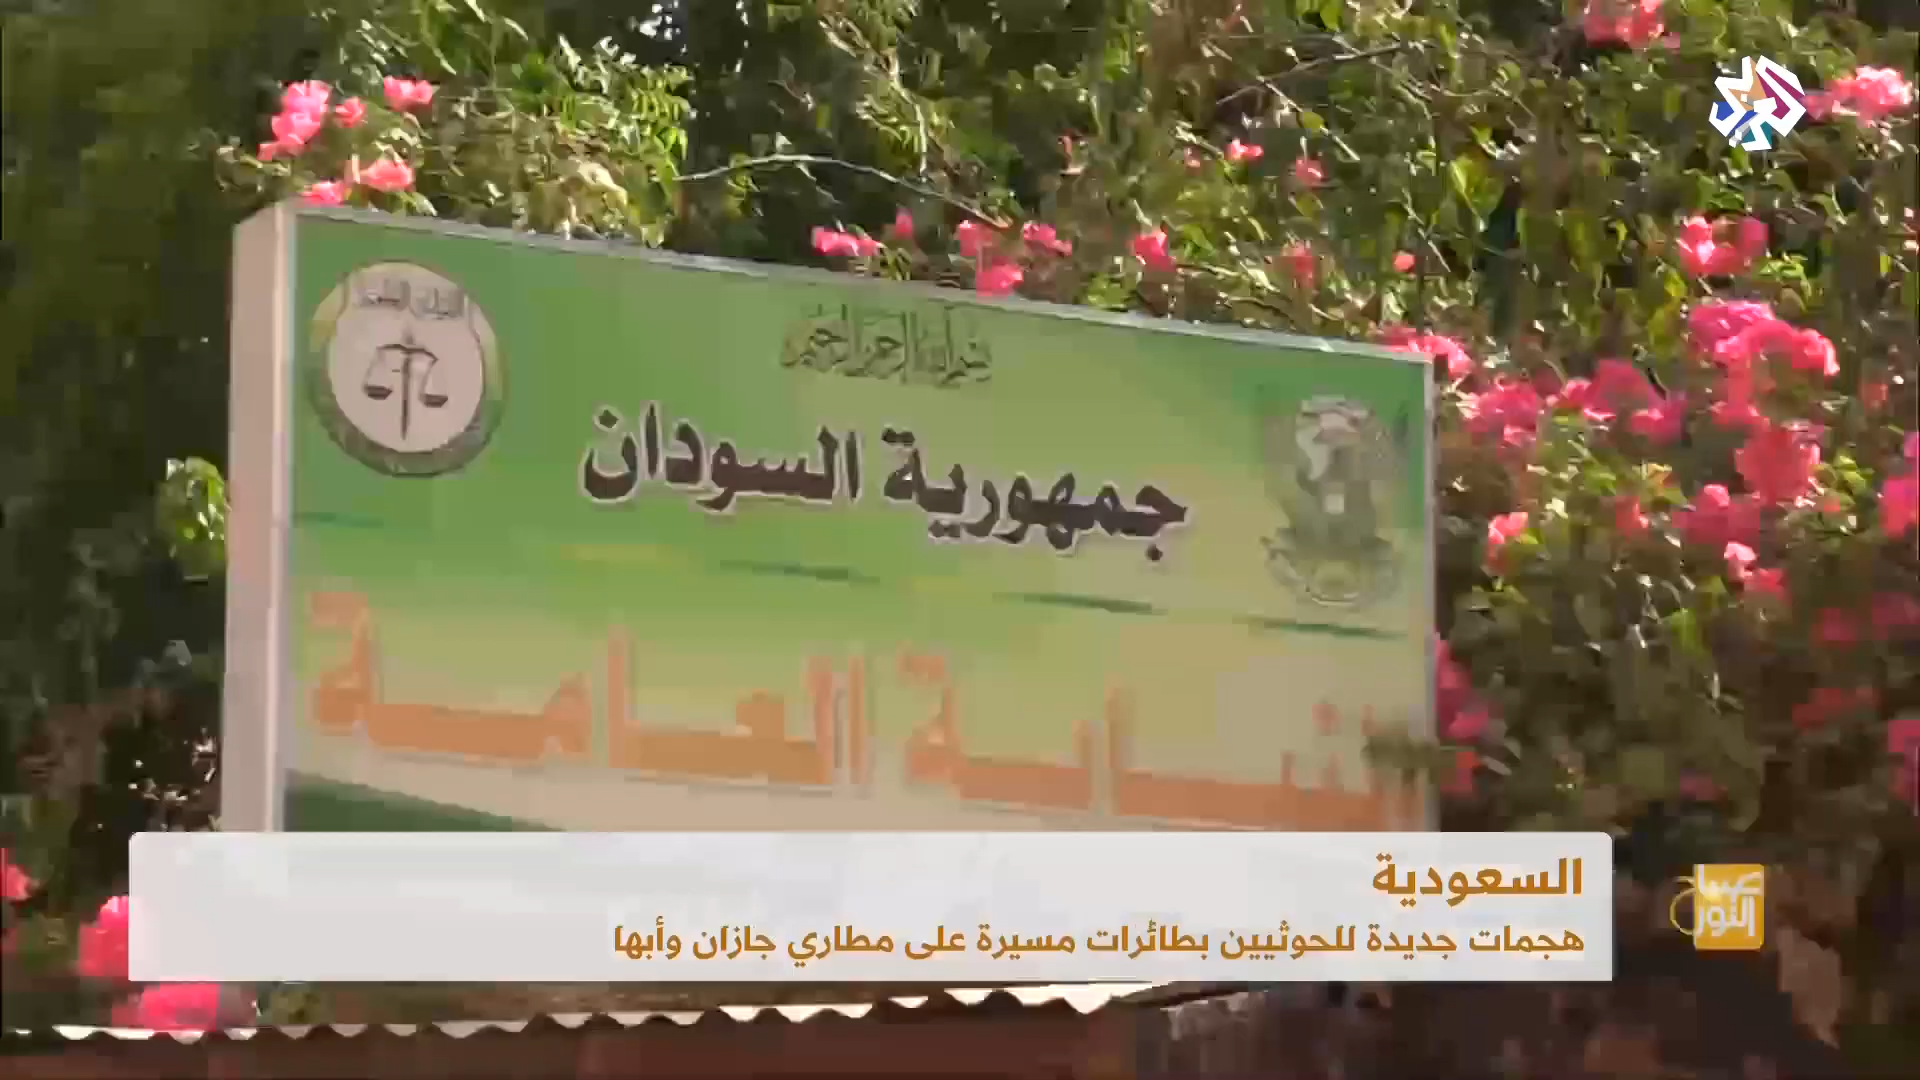 بسم الله الرحمن الرحيم
جمهورية السودان
النيابة العامة
السعودية
هجمات جديدة للحوثيين بطائرات مسيرة على مطاري جازان وأبها
صباح
النور